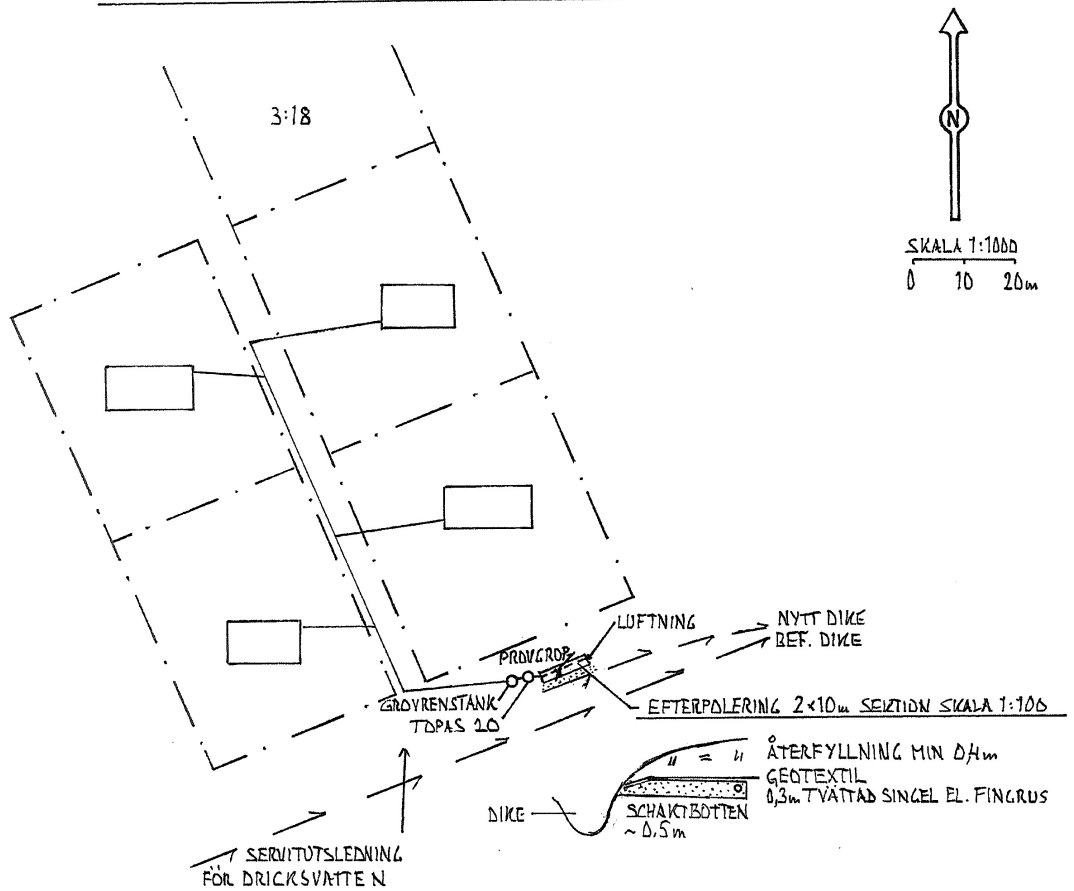 3:18
N
SKALA 1:1000
0 10 20m
LUFTNING
NYTT DIKE
BEF. DIKE
PROVGROP
GROVRENSTANK
TOPAS 20
EFTERPOLERING 2×10m SEKTION SKALA 1:100
ÅTERFYLLNING MIN 0,4m
GEOTEXTIL
0,3m TVÄTTAD SINGEL EL. FINGRUS
DIKE
SCHAKTBOTTEN
~ 0,5m
SERVITUTSLEDNING
FÖR DRICKSVATTEN